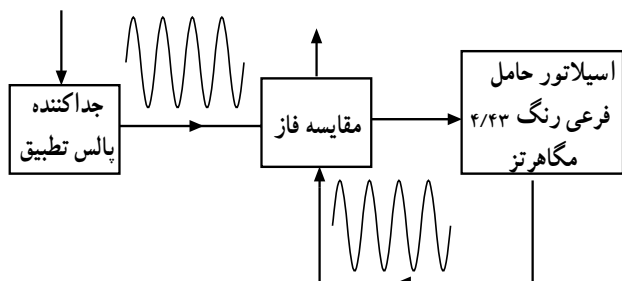 جداکننده
پالس تطبیق
مقایسه فاز
اسیلاتور حامل
فرعی رنگ ۴/۴۳
مگاهرتز